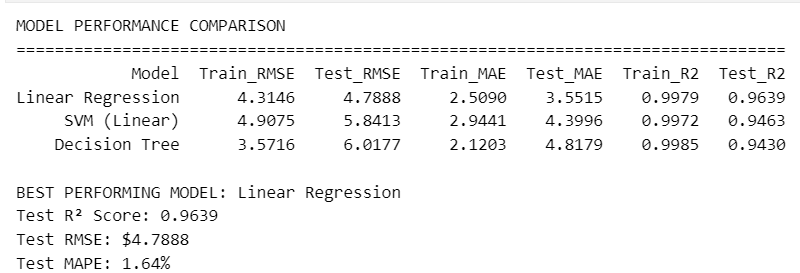 MODEL PERFORMANCE COMPARISON
================================================================================
Model Train_RMSE Test_RMSE Train_MAE Test_MAE Train_R2 Test_R2
Linear Regression 4.3146 4.7888 2.5090 3.5515 0.9979 0.9639
SVM (Linear) 4.9075 5.8413 2.9441 4.3996 0.9972 0.9463
Decision Tree 3.5716 6.0177 2.1203 4.8179 0.9985 0.9430
BEST PERFORMING MODEL: Linear Regression
Test R² Score: 0.9639
Test RMSE: $4.7888
Test MAPE: 1.64%